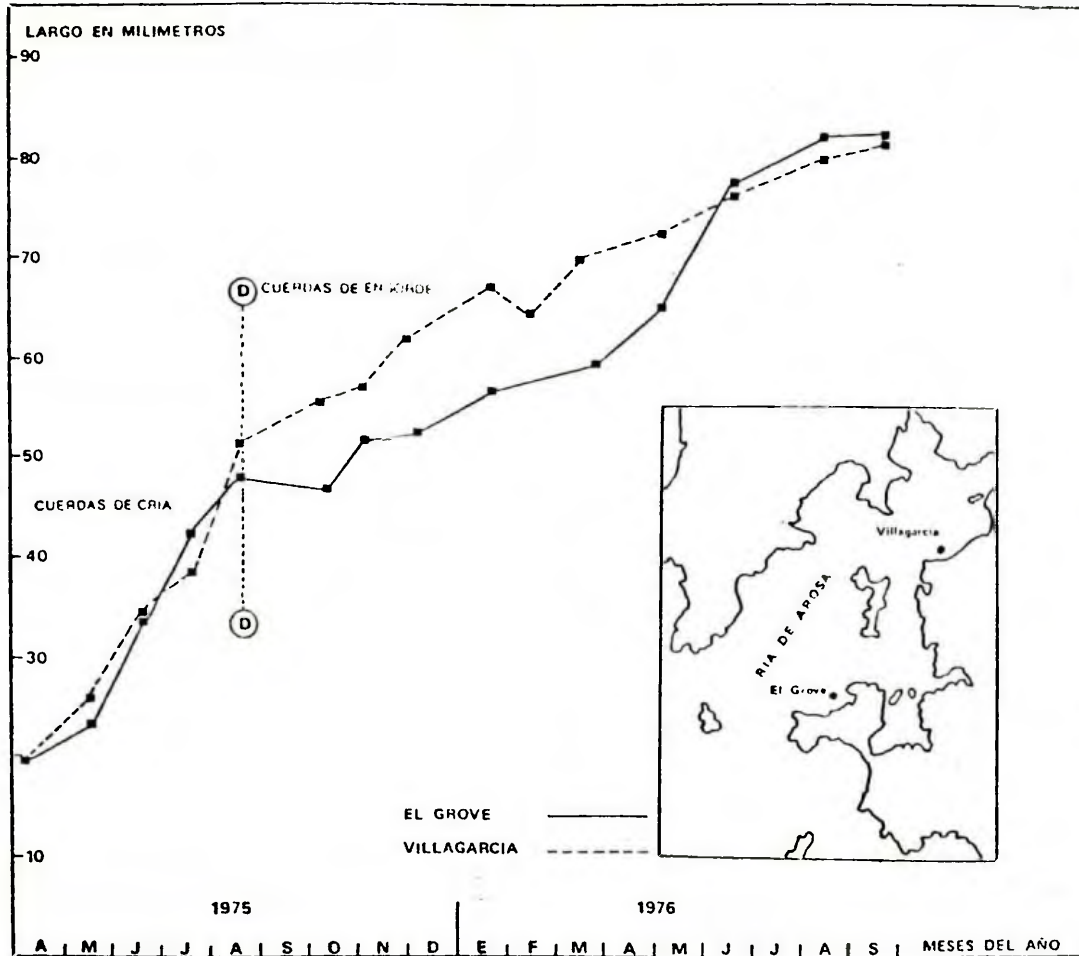 LARGO EN MILIMETROS
90
80
70
D CUERDAS DE
60
50
CUERDAS DE CRIA
40
D
30
10
EL GROVE
VILLAGARCIA
Villagarcia
RIA DE AROSA
El Grove
1975 1976
A M J J A S O N D E F M A M J J A S MESES DEL AÑO